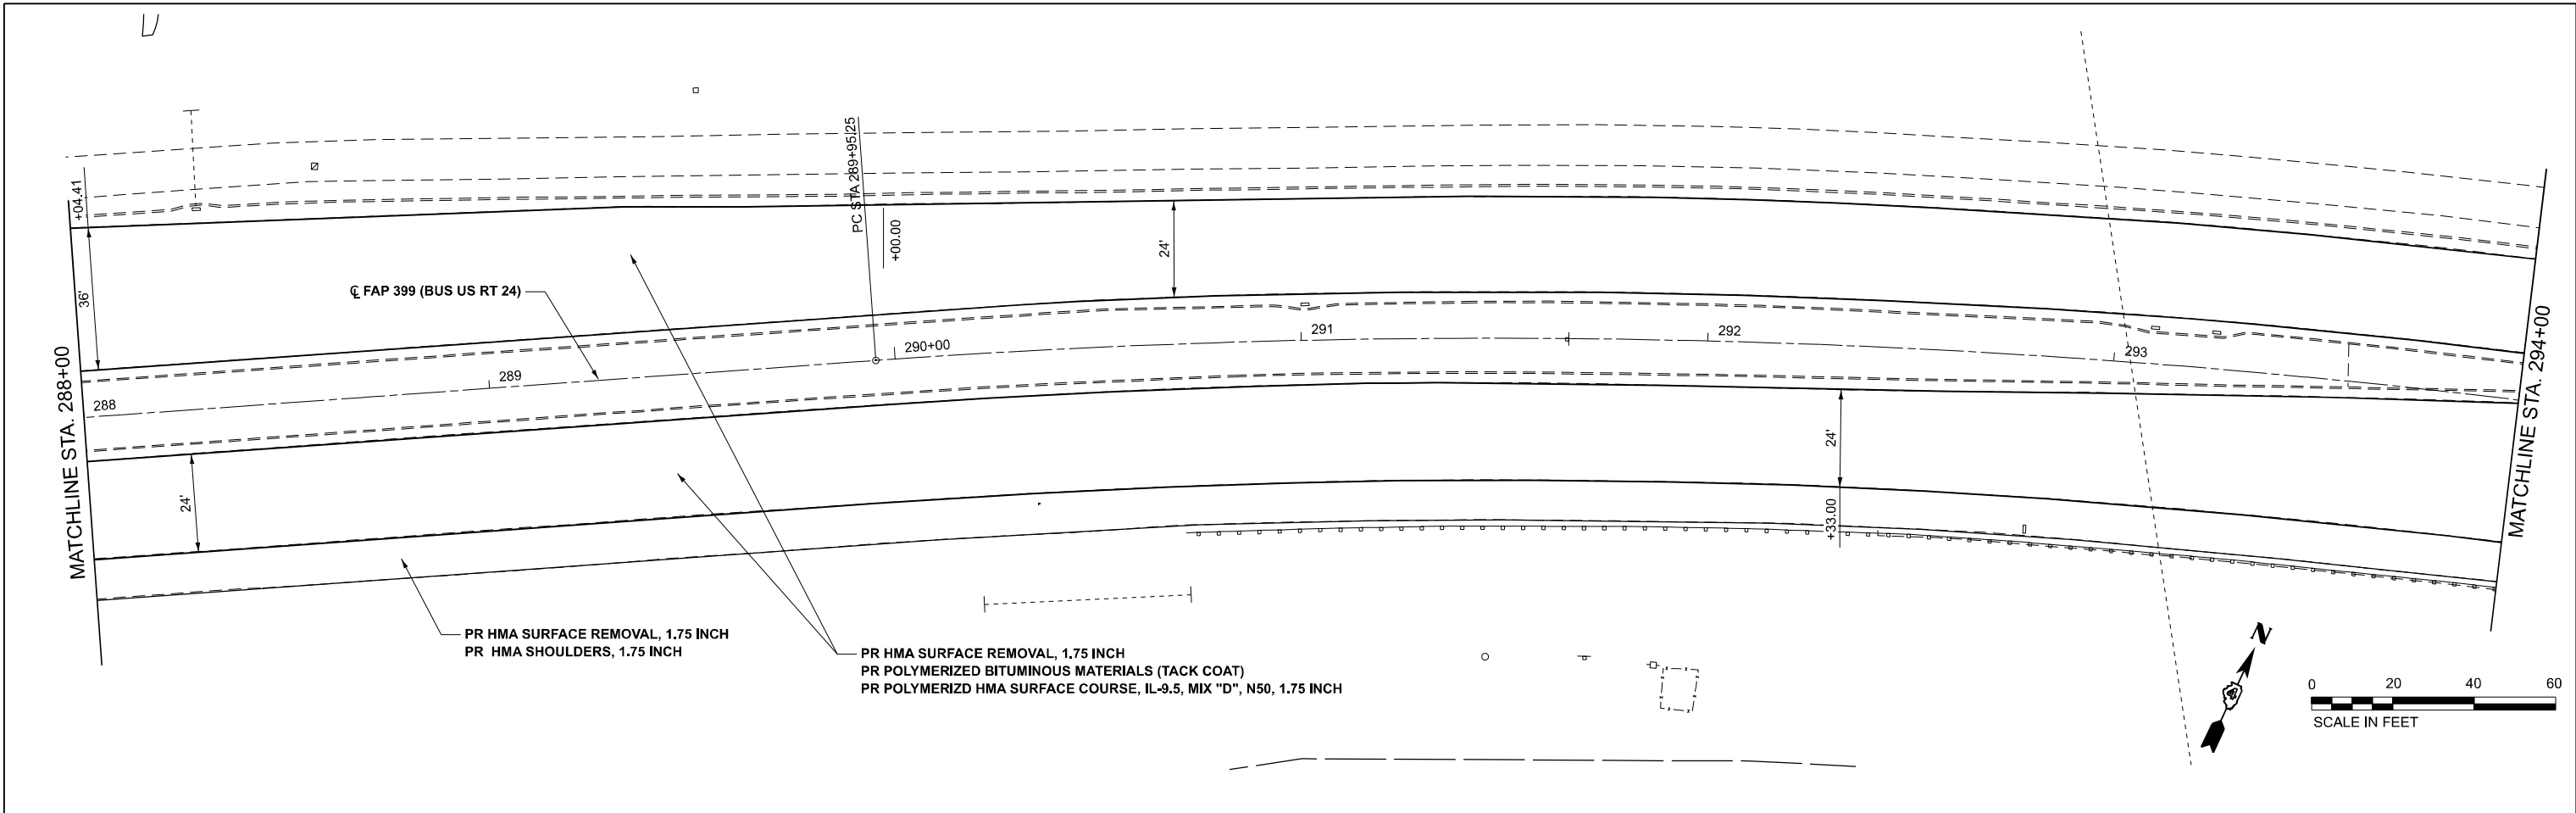 +04.41
PC STA 289+95.25
+00.00
36'
24'
℄ FAP 399 (BUS US RT 24)
288
289
290+00
291
292
293
MATCHLINE STA. 288+00
MATCHLINE STA. 294+00
24'
24'
+33.00
PR HMA SURFACE REMOVAL, 1.75 INCH
PR HMA SHOULDERS, 1.75 INCH
PR HMA SURFACE REMOVAL, 1.75 INCH
PR POLYMERIZED BITUMINOUS MATERIALS (TACK COAT)
PR POLYMERIZD HMA SURFACE COURSE, IL-9.5, MIX "D", N50, 1.75 INCH
N
4
0 20 40 60
SCALE IN FEET